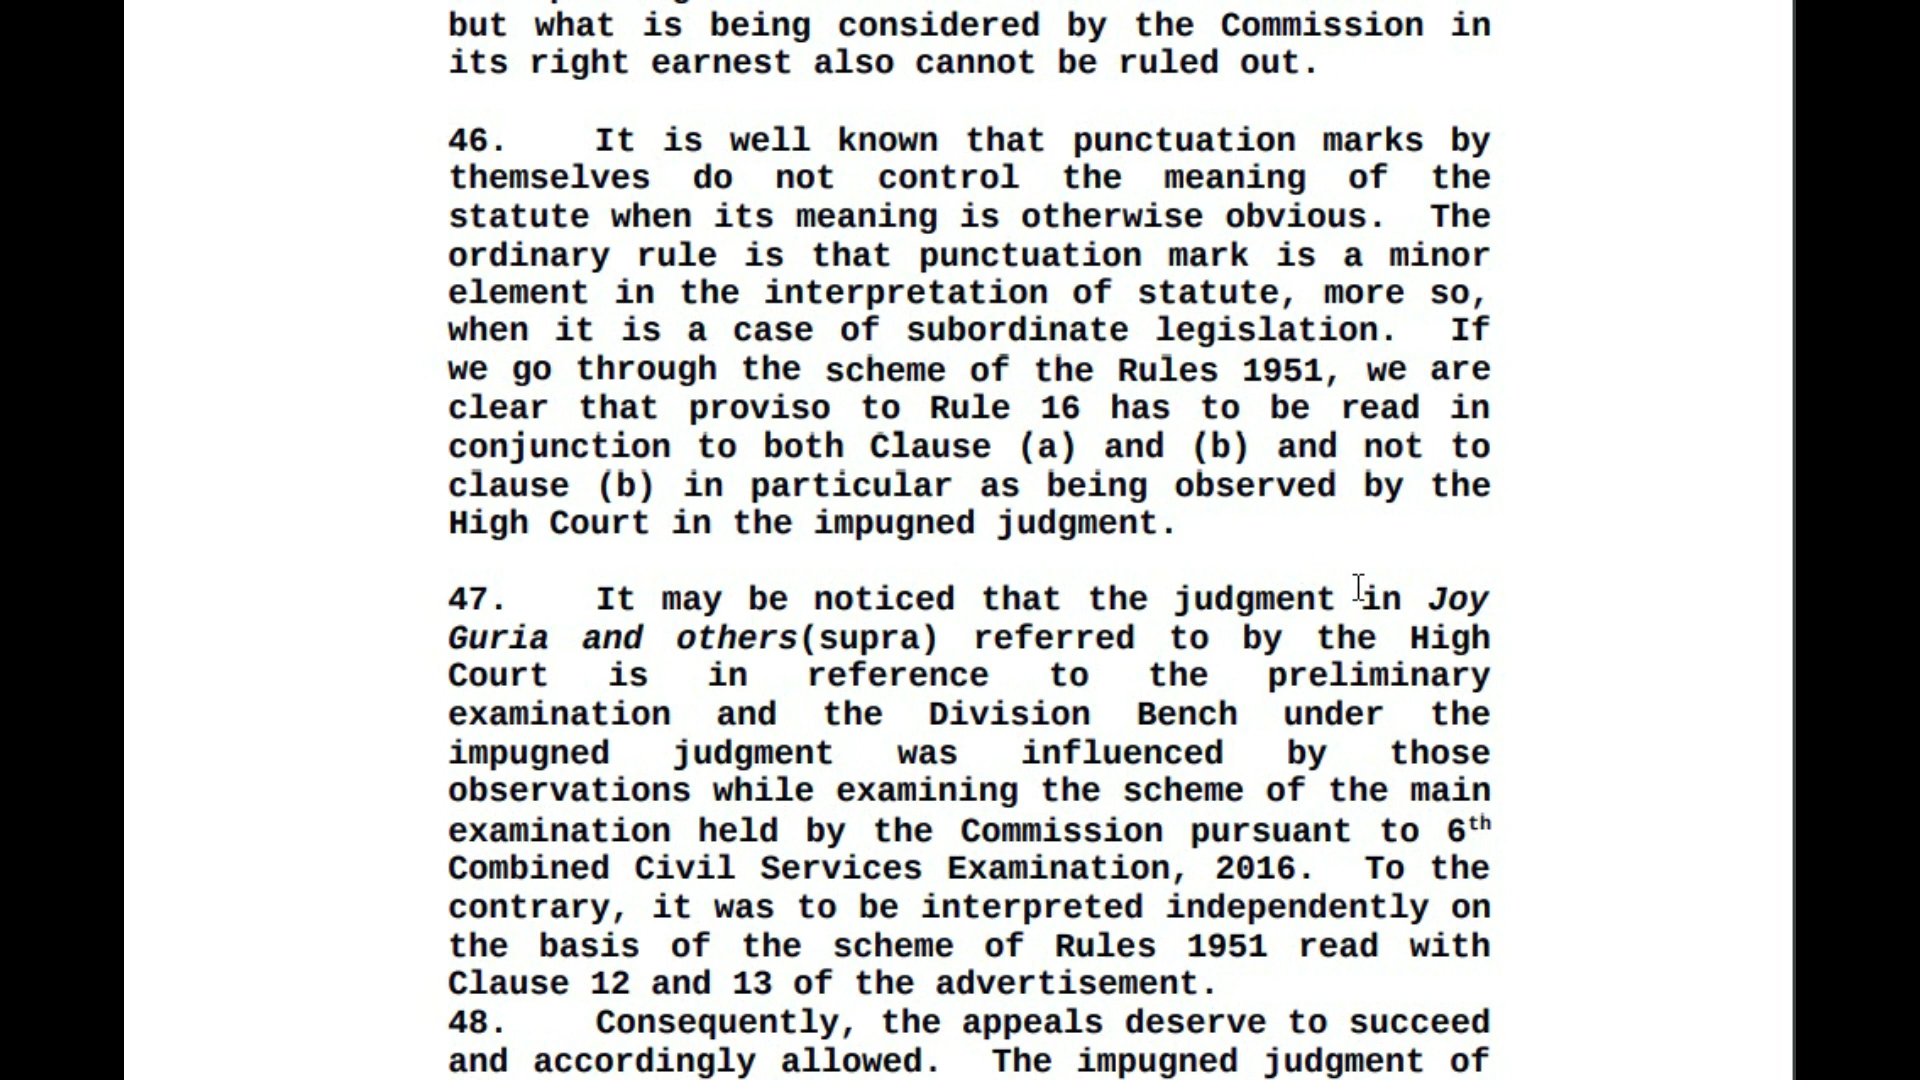 but what is being considered by the Commission in
its right earnest also cannot be ruled out.
46. It is well known that punctuation marks by
themselves do not control the meaning of the
statute when its meaning is otherwise obvious. The
ordinary rule is that punctuation mark is a minor
element in the interpretation of statute, more so,
when it is a case of subordinate legislation. If
we go through the scheme of the Rules 1951, we are
clear that proviso to Rule 16 has to be read in
conjunction to both Clause (a) and (b) and not to
clause (b) in particular as being observed by the
High Court in the impugned judgment.
47. It may be noticed that the judgment in Joy
Guria and others(supra) referred to by the High
Court is in reference to the preliminary
examination and the Division Bench under the
impugned judgment was influenced by those
observations while examining the scheme of the main
examination held by the Commission pursuant to 6th
Combined Civil Services Examination, 2016. To the
contrary, it was to be interpreted independently on
the basis of the scheme of Rules 1951 read with
Clause 12 and 13 of the advertisement.
48. Consequently, the appeals deserve to succeed
and accordingly allowed. The impugned judgment of